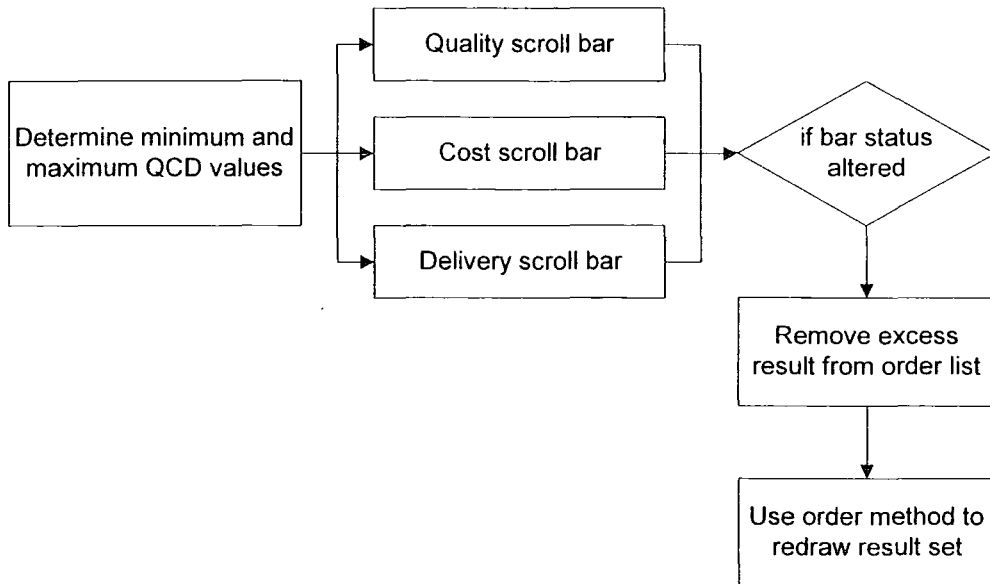 Quality scroll bar
Determine minimum and
maximum QCD values
Cost scroll bar
if bar status
altered
Delivery scroll bar
Remove excess
result from order list
Use order method to
redraw result set